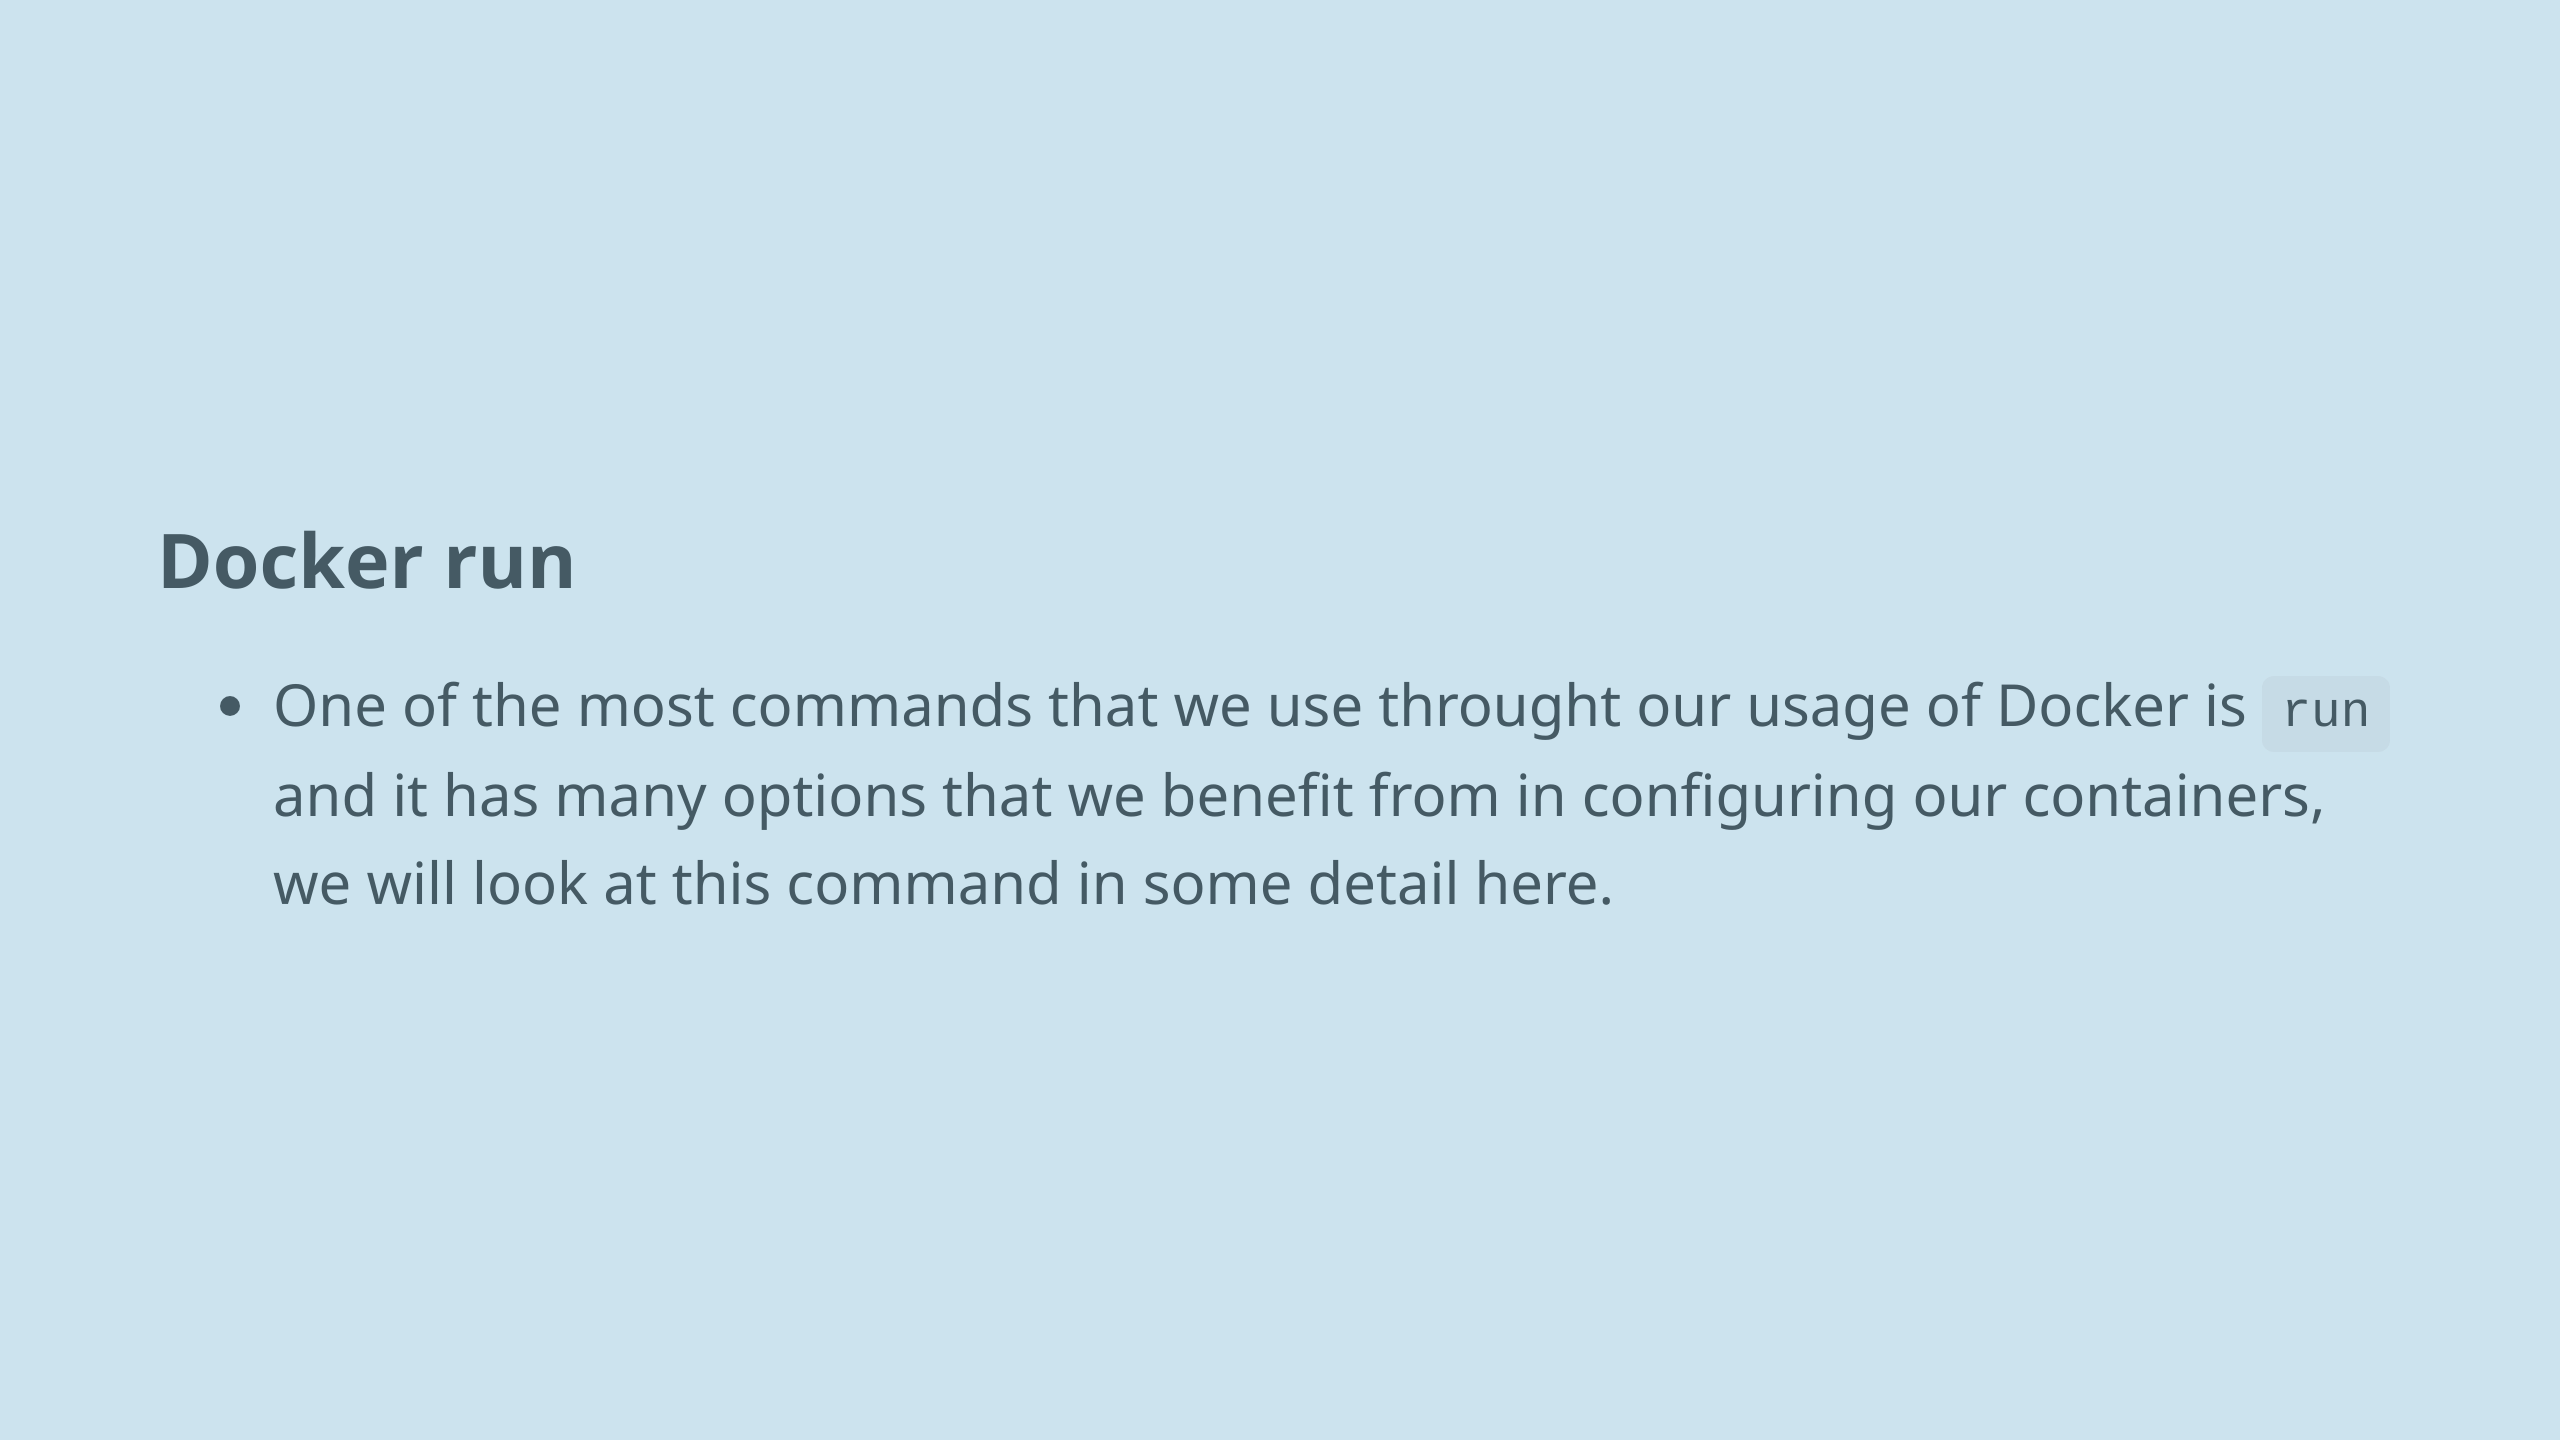 Docker run
• One of the most commands that we use throught our usage of Docker is run
and it has many options that we benefit from in configuring our containers,
we will look at this command in some detail here.